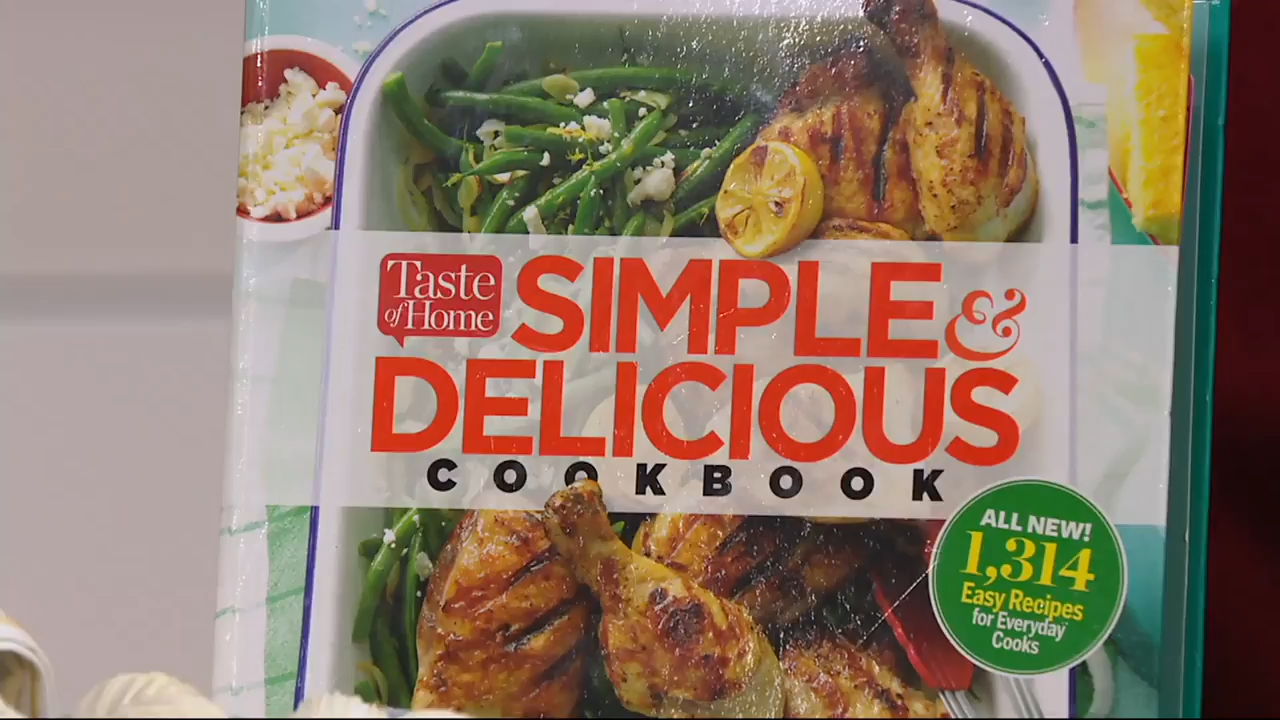 Taste
of Home
SIMPLE &
DELICIOUS
COOKBOOK
ALL NEW!
1,314
Easy Recipes
for Everyday
Cooks